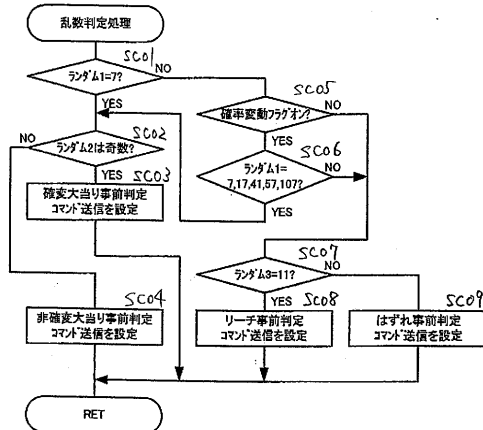 乱数判定処理
SC01
ランダム1=7?
NO
YES
SC05
確率変動フラグオン?
NO
YES
SC02
ランダム2は奇数?
NO
YES
SC06
ランダム1=
7,17,41,57,107?
NO
YES
SC03
確変大当り事前判定
コマンド送信を設定
SC07
ランダム3=11?
NO
YES
SC04
非確変大当り事前判定
コマンド送信を設定
SC08
リーチ事前判定
コマンド送信を設定
SC09
はずれ事前判定
コマンド送信を設定
RET